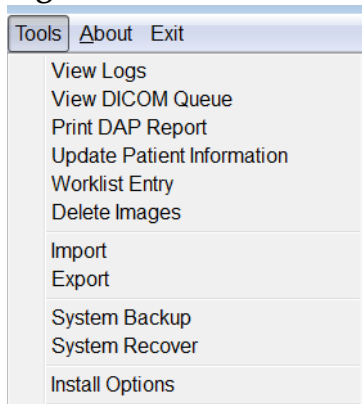 Tools About Exit
View Logs
View DICOM Queue
Print DAP Report
Update Patient Information
Worklist Entry
Delete Images
Import
Export
System Backup
System Recover
Install Options